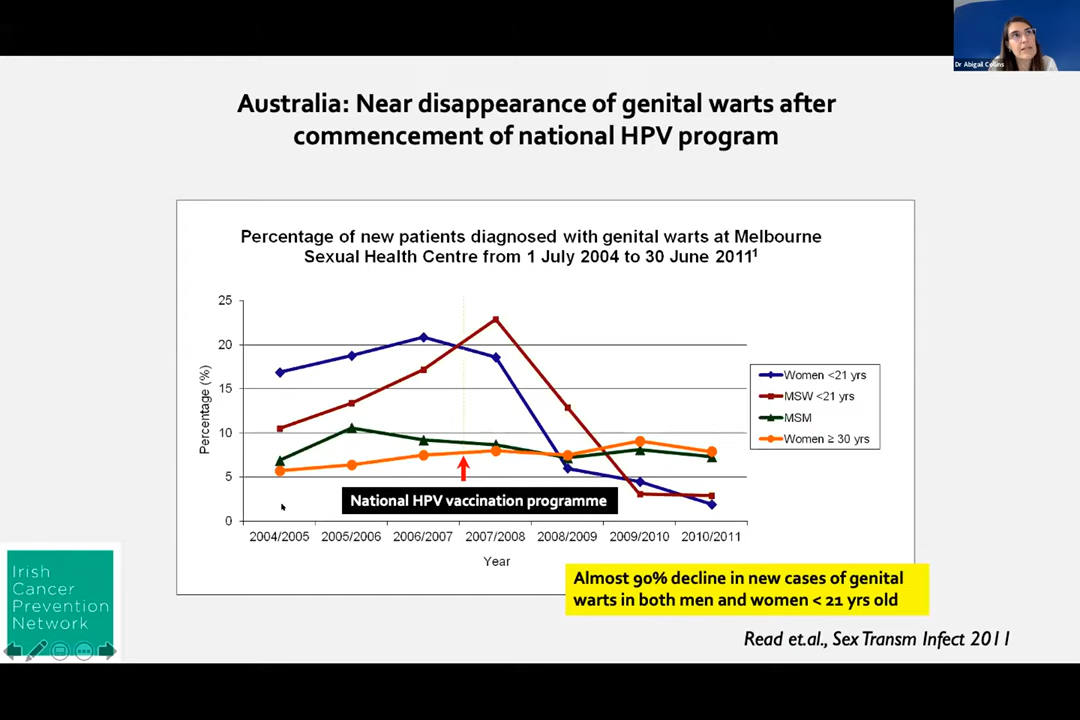 Dr Abigail Collins
Australia: Near disappearance of genital warts after
commencement of national HPV program
Percentage of new patients diagnosed with genital warts at Melbourne
Sexual Health Centre from 1 July 2004 to 30 June 2011¹
25
20
15
10
5
0
Percentage (%)
National HPV vaccination programme
2004/2005 2005/2006 2006/2007 2007/2008 2008/2009 2009/2010 2010/2011
Year
Women <21 yrs
MSW <21 yrs
MSM
Women ≥ 30 yrs
Almost 90% decline in new cases of genital
warts in both men and women < 21 yrs old
Read et.al., Sex Transm Infect 2011
Irish
Cancer
Prevention
Network